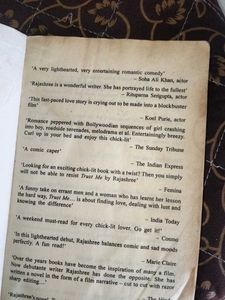 'A very lighthearted, very entertaining romantic comedy'
– Soha Ali Khan, actor
'Rajashree is a wonderful writer. She has portrayed life to the fullest'
– Rituparna Sengupta, actor
'This fast-paced love story is crying out to be made into a blockbuster
film'
– Koel Purie, actor
'Romance peppered with Bollywoodian sequences of girl crashing
into boy, roadside serenades, melodrama et al. Entertainingly breezy.
Curl up in your bed and enjoy this chick-lit'
– The Sunday Tribune
'A comic caper'
– The Indian Express
'Looking for an exciting chick-lit book with a twist? Then you simply
will not be able to resist Trust Me by Rajashree'
– Femina
'A funny take on errant men and a woman who has learnt her lesson
the hard way, Trust Me... is about finding love, dealing with lust and
knowing the difference'
– India Today
'A weekend must-read for every chick-lit lover. Go get it!'
– Cosmo
'In this lighthearted debut, Rajashree balances comic and sad moods
perfectly. A fun read!'
– Marie Claire
'Over the years books have become the inspiration of many a film.
Now debutante writer Rajashree has done the opposite. She has
written a novel in the form of a film narrative – cut to with razor
sharp editing ...'
'Rajashree's